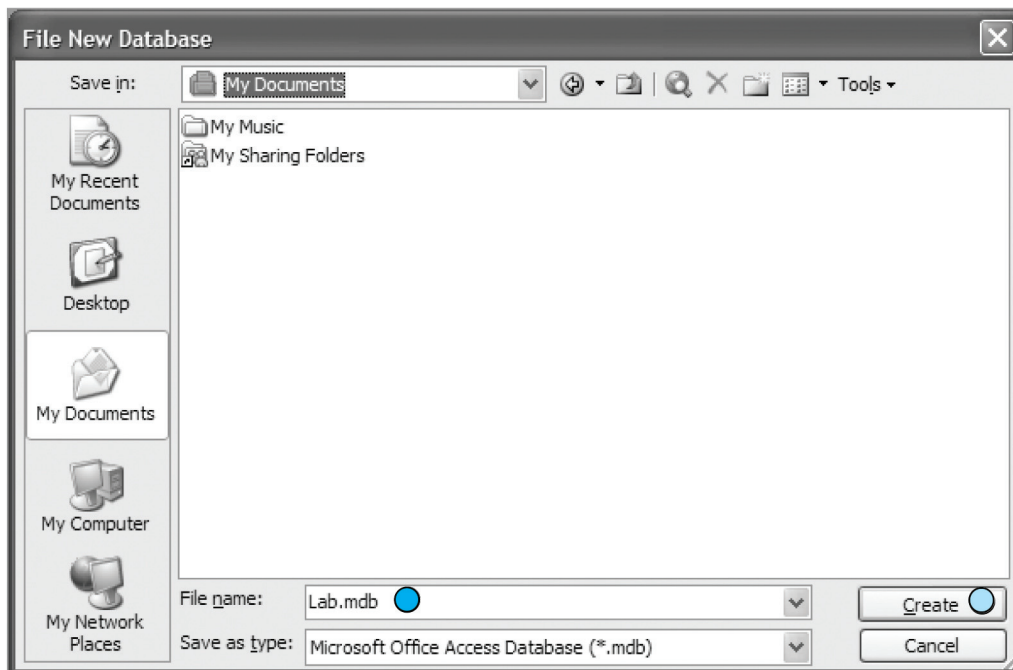 File New Database
Save in:
My Documents
Tools
My Music
My Sharing Folders
My Recent
Documents
Desktop
My Documents
My Computer
My Network
Places
File name:
Lab.mdb
Create
Save as type:
Microsoft Office Access Database (*.mdb)
Cancel